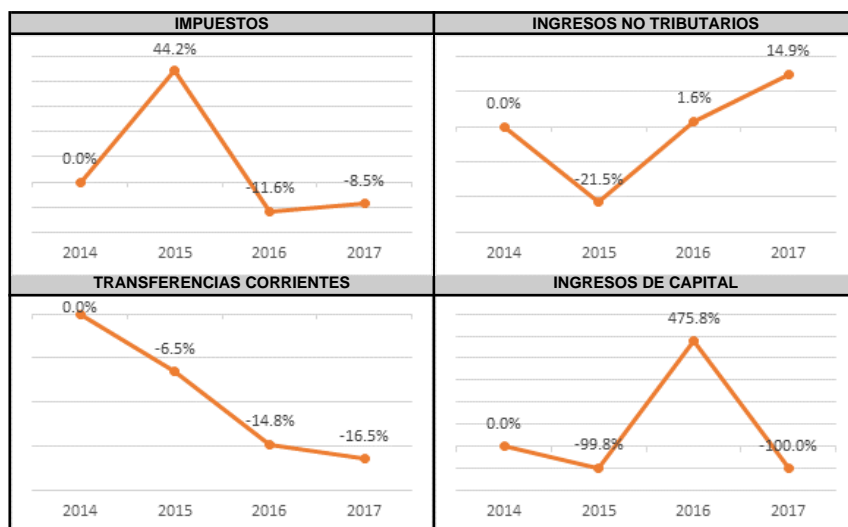 IMPUESTOS
44.2%
0.0%
-11.6%
-8.5%
2014 2015 2016 2017
INGRESOS NO TRIBUTARIOS
14.9%
1.6%
0.0%
-21.5%
2014 2015 2016 2017
TRANSFERENCIAS CORRIENTES
0.0%
-6.5%
-14.8%
-16.5%
2014 2015 2016 2017
INGRESOS DE CAPITAL
475.8%
0.0%
-99.8%
-100.0%
2014 2015 2016 2017